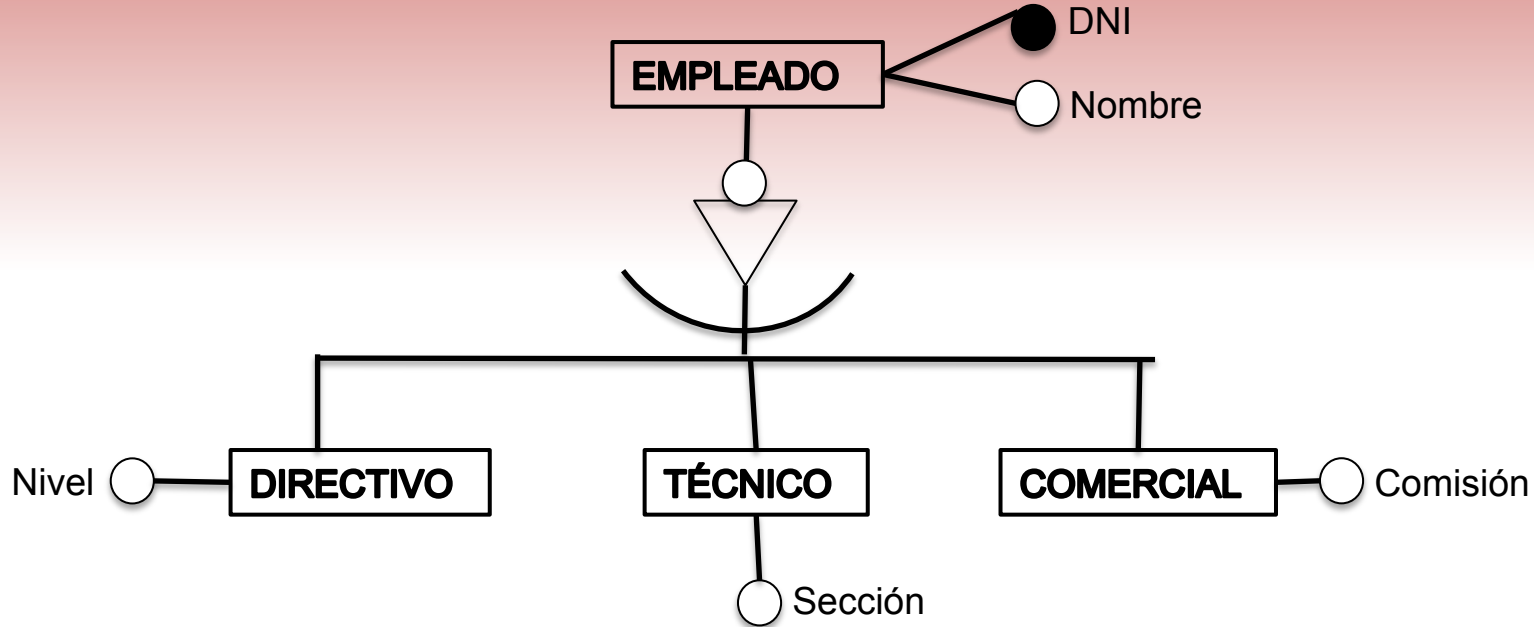 DNI
EMPLEADO
Nombre
Nivel
DIRECTIVO
TÉCNICO
COMERCIAL
Comisión
Sección